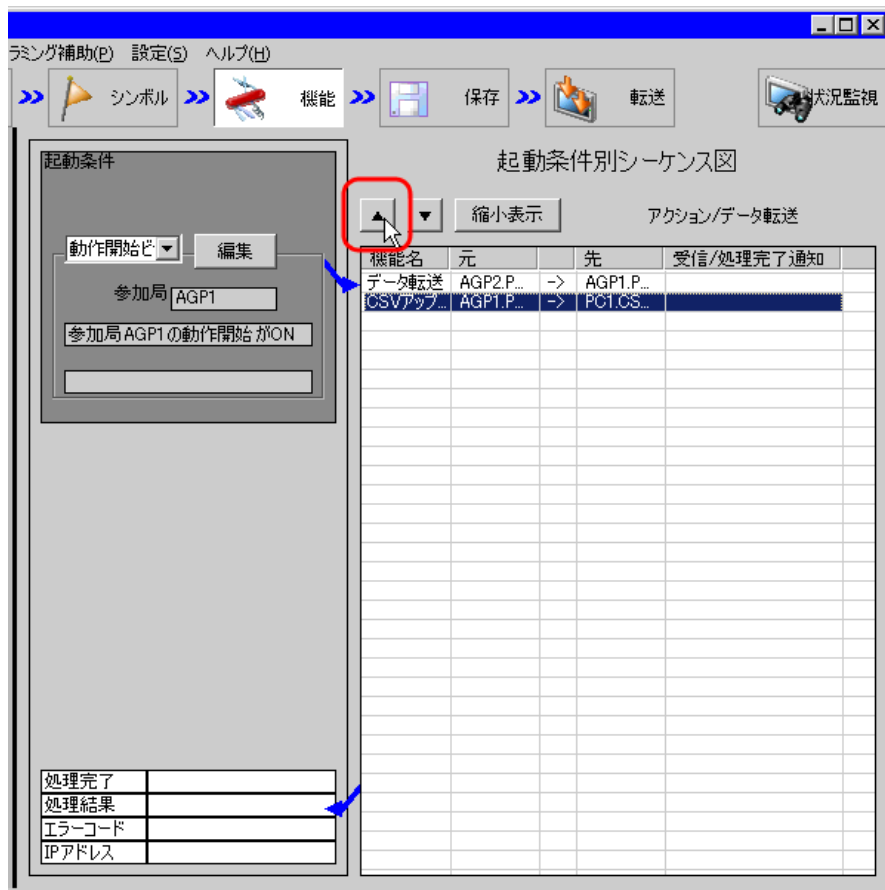 ラミング補助(P) 設定(S) ヘルプ(H)
シンボル 機能 保存 転送 状況監視
起動条件
起動条件別シーケンス図
▲ ▼ 縮小表示 アクション/データ転送
動作開始ビ 編集
参加局 AGP1
参加局AGP1の動作開始がON
機能名 元 先 受信/処理完了通知
データ転送 AGP2.P... -> AGP1.P...
CSVアップ... AGP1.P... -> PC1.CS...
処理完了
処理結果
エラーコード
IPアドレス